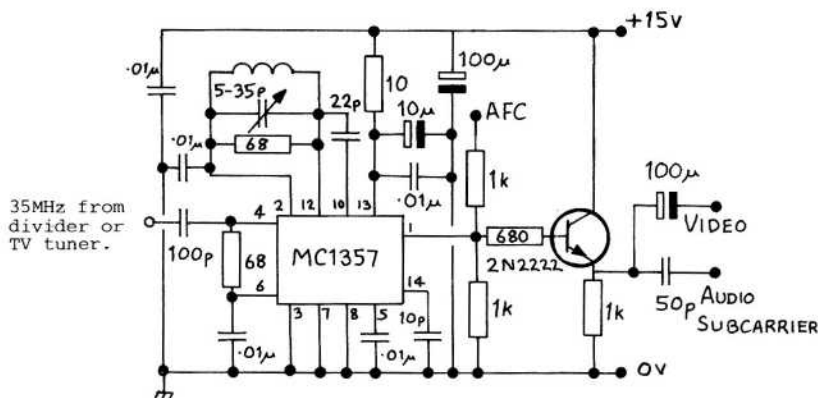 +15v
.01μ
100μ
5-35p
22p
10
10μ
AFC
.01μ
68
.01μ
1k
100μ
35MHz from
divider or
TV tuner.
2
12
10
13
4
1
680
VIDEO
100p
68
MC1357
2N2222
6
14
50p
AUDIO
SUBCARRIER
3
7
8
5
10p
1k
1k
.01μ
.01μ
0V